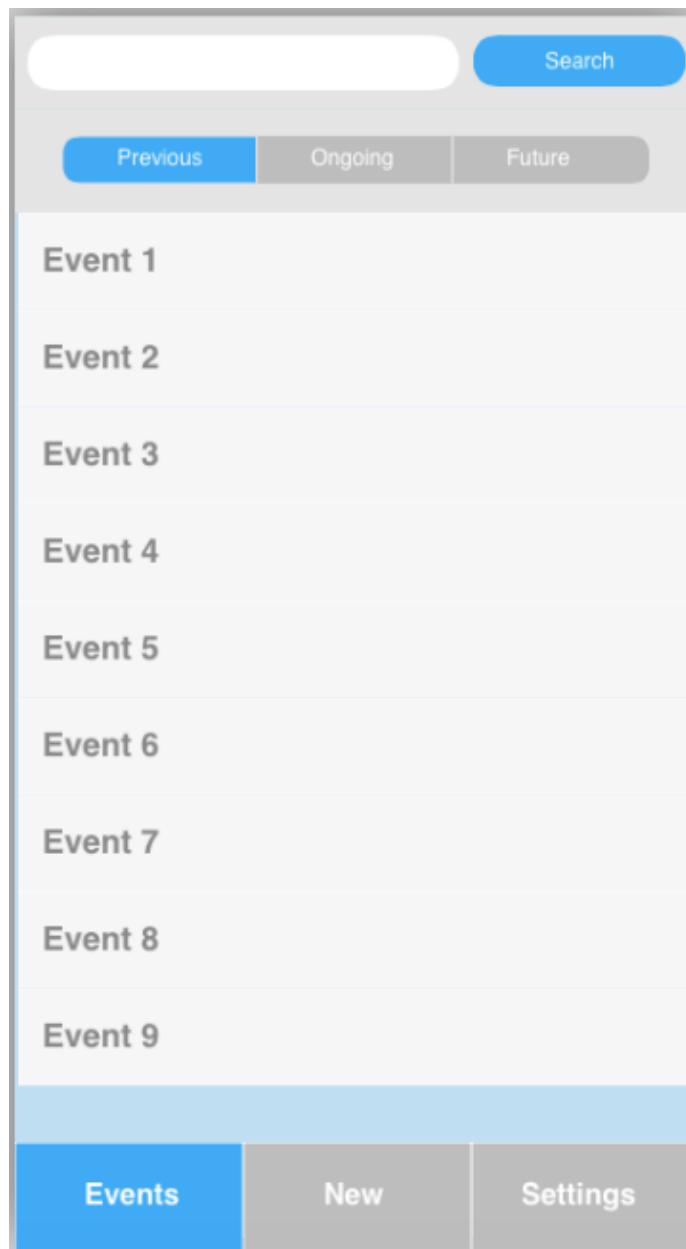 Search
Previous Ongoing Future
Event 1
Event 2
Event 3
Event 4
Event 5
Event 6
Event 7
Event 8
Event 9
Events New Settings